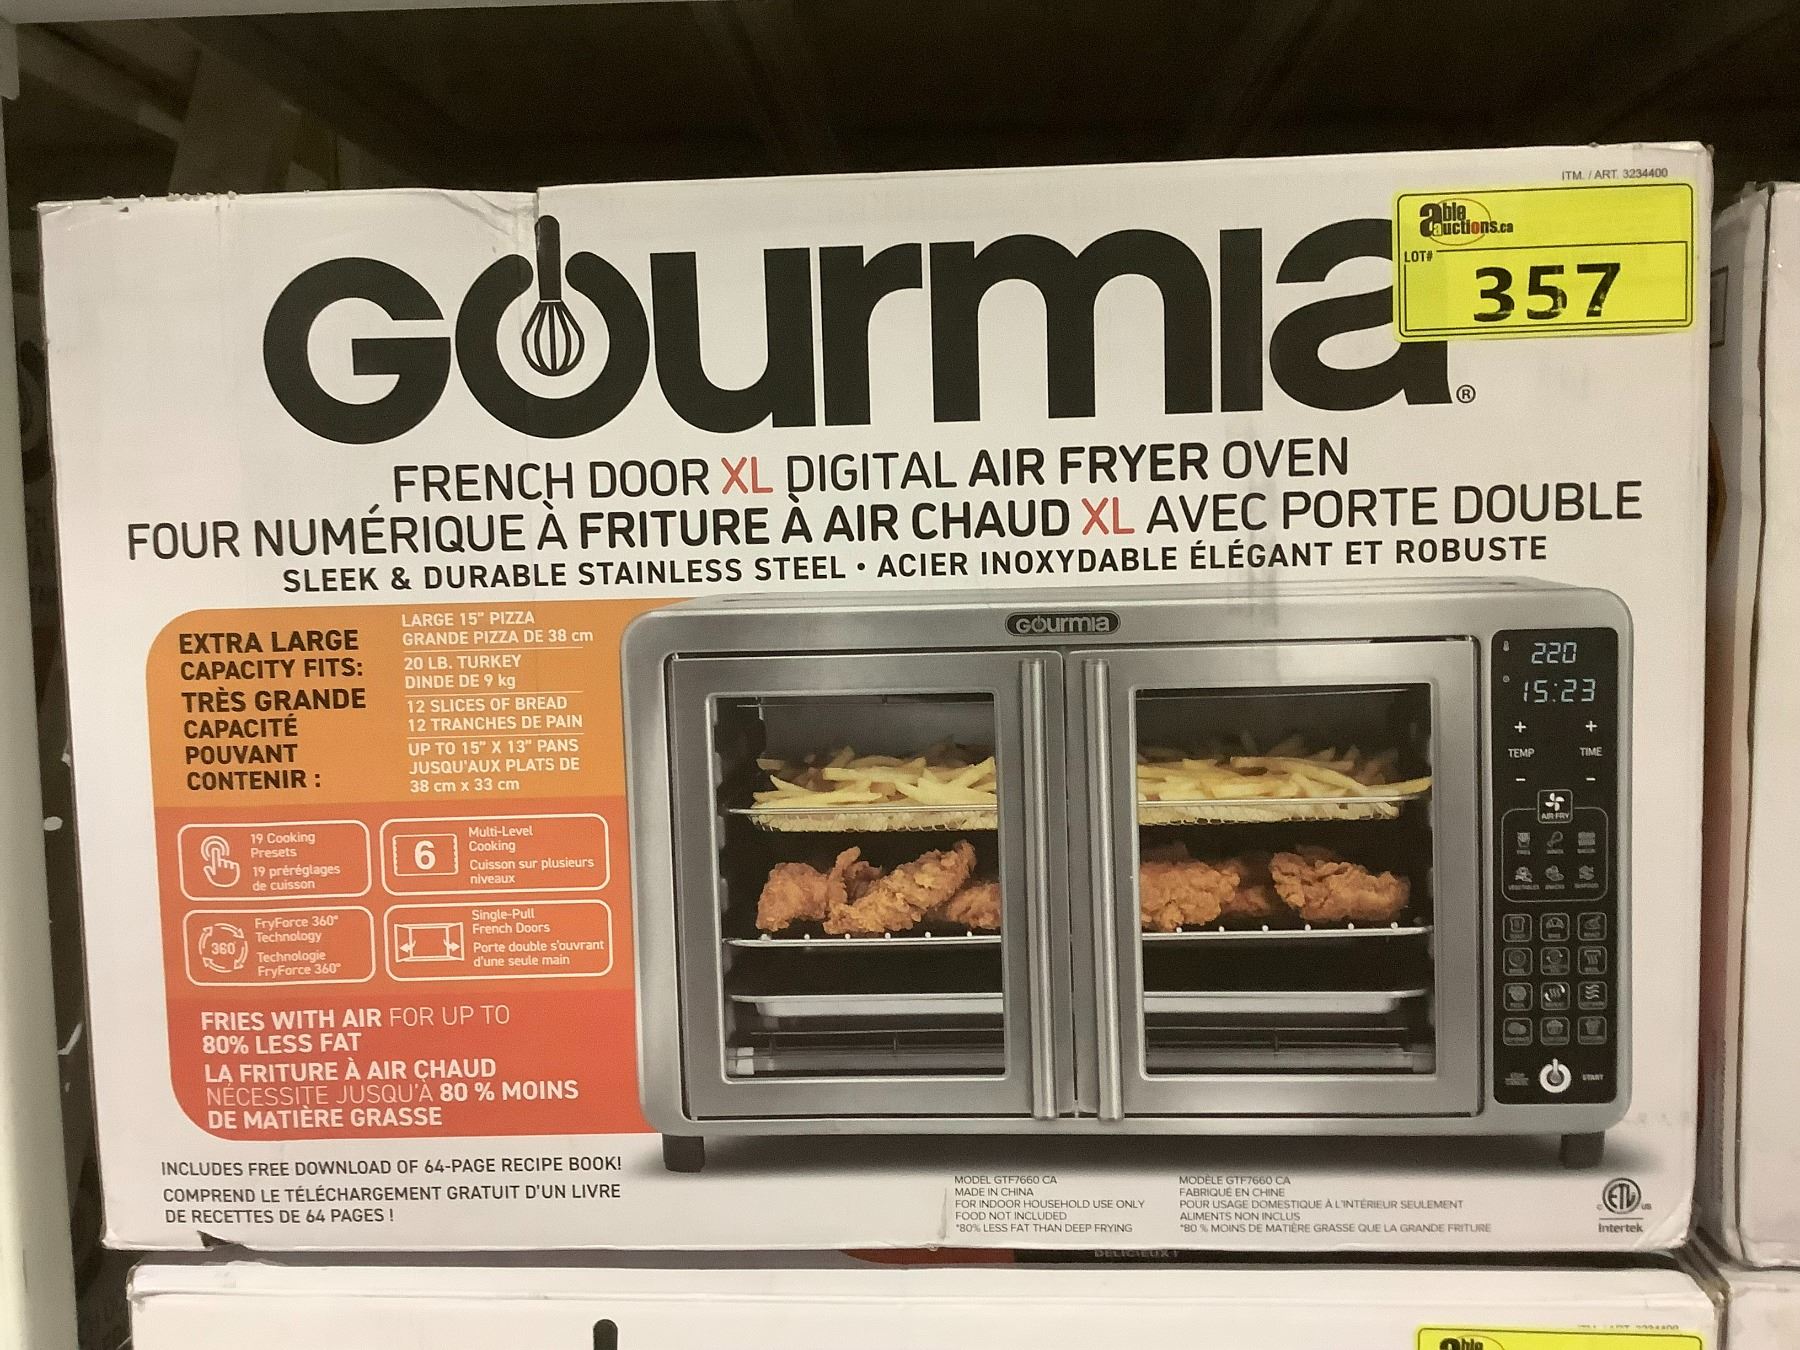 ITM. / ART. 3234400
able auctions.ca
LOT# 357
Gourmia®
FRENCH DOOR XL DIGITAL AIR FRYER OVEN
FOUR NUMÉRIQUE À FRITURE À AIR CHAUD XL AVEC PORTE DOUBLE
SLEEK & DURABLE STAINLESS STEEL • ACIER INOXYDABLE ÉLÉGANT ET ROBUSTE
EXTRA LARGE
CAPACITY FITS:
TRÈS GRANDE
CAPACITÉ
POUVANT
CONTENIR :
LARGE 15" PIZZA
GRANDE PIZZA DE 38 cm
20 LB. TURKEY
DINDE DE 9 kg
12 SLICES OF BREAD
12 TRANCHES DE PAIN
UP TO 15" X 13" PANS
JUSQU'AUX PLATS DE
38 cm x 33 cm
19 Cooking
Presets
19 préréglages
de cuisson
6
Multi-Level
Cooking
Cuisson sur plusieurs
niveaux
360°
FryForce 360°
Technology
Technologie
FryForce 360°
Single-Pull
French Doors
Porte double s'ouvrant
d'une seule main
FRIES WITH AIR FOR UP TO
80% LESS FAT
LA FRITURE À AIR CHAUD
NÉCESSITE JUSQU'À 80 % MOINS
DE MATIÈRE GRASSE
Gourmia
220
15:23
+ +
TEMP TIME
- -
AIR FRY
VEGETABLES SNACKS SEAFOOD
START
INCLUDES FREE DOWNLOAD OF 64-PAGE RECIPE BOOK!
COMPREND LE TÉLÉCHARGEMENT GRATUIT D'UN LIVRE
DE RECETTES DE 64 PAGES !
MODEL GTF7660 CA
MADE IN CHINA
FOR INDOOR HOUSEHOLD USE ONLY
FOOD NOT INCLUDED
*80% LESS FAT THAN DEEP FRYING
MODÈLE GTF7660 CA
FABRIQUÉ EN CHINE
POUR USAGE DOMESTIQUE À L'INTÉRIEUR SEULEMENT
ALIMENTS NON INCLUS
*80 % MOINS DE MATIÈRE GRASSE QUE LA GRANDE FRITURE
c ETL us
Intertek
DÉLICIEUX !
able